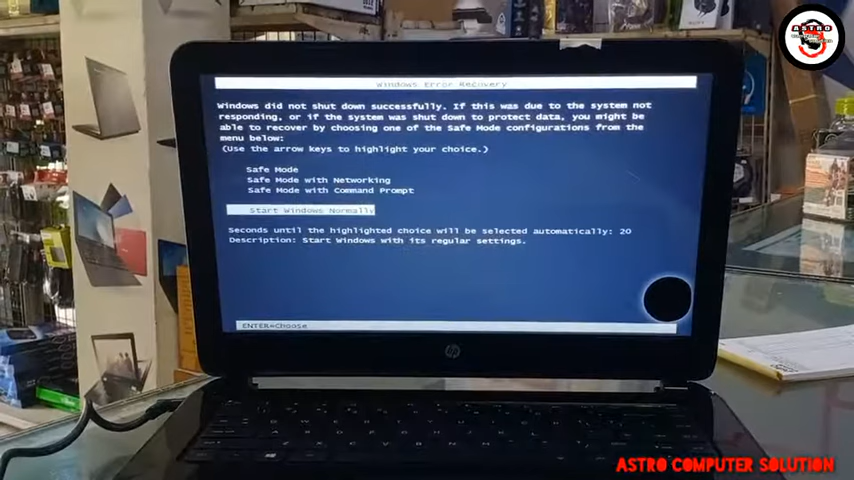 ASTRO
Windows Error Recovery
Windows did not shut down successfully. If this was due to the system not
responding, or if the system was shut down to protect data, you might be
able to recover by choosing one of the Safe Mode configurations from the
menu below:
(Use the arrow keys to highlight your choice.)
Safe Mode
Safe Mode with Networking
Safe Mode with Command Prompt
Start Windows Normally
Seconds until the highlighted choice will be selected automatically: 20
Description: Start Windows with its regular settings.
ENTER=Choose
hp
ASTRO COMPUTER SOLUTION